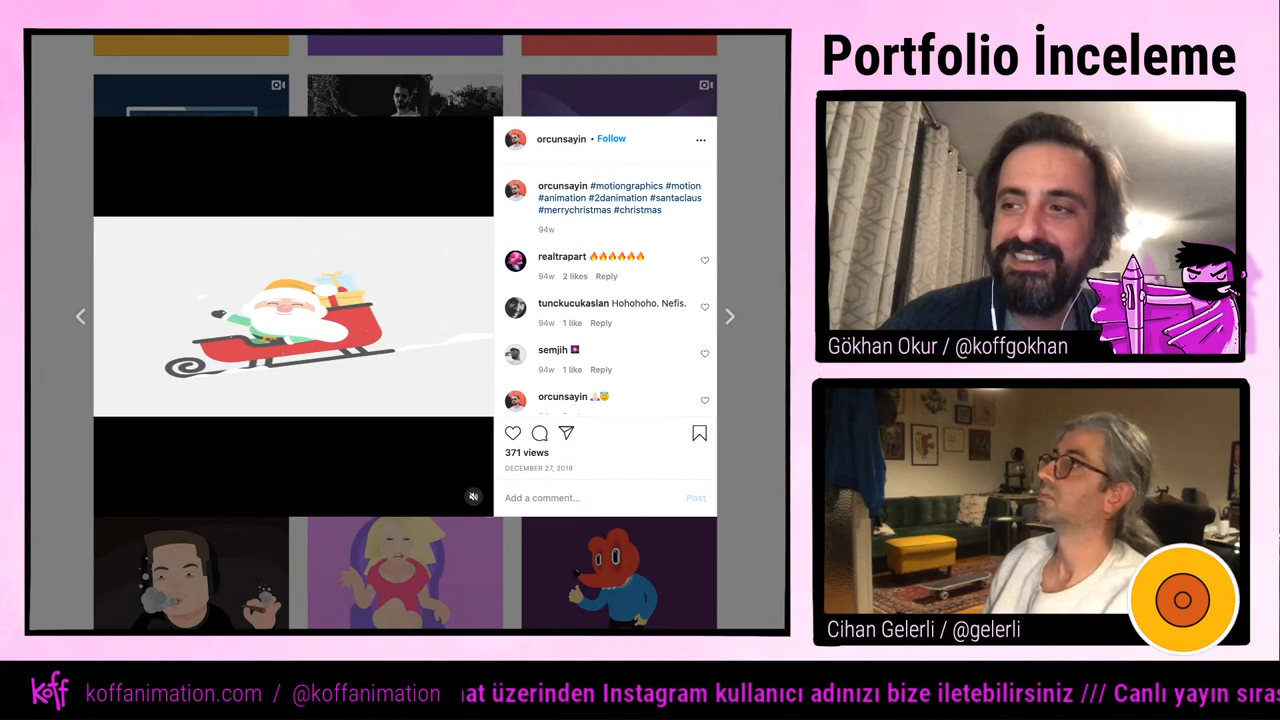 Portfolio İnceleme
orcunsayin • Follow
orcunsayin #motiongraphics #motion
#animation #2danimation #santaclaus
#merrychristmas #christmas
94w
realtrapart 🔥🔥🔥🔥🔥🔥
94w 2 likes Reply
tunckucukaslan Hohohoho. Nefis.
94w 1 like Reply
semjih
94w 1 like Reply
orcunsayin 🙏🏻😇
371 views
DECEMBER 27, 2018
Add a comment... Post
Gökhan Okur / @koffgokhan
Cihan Gelerli / @gelerli
koff koffanimation.com / @koffanimation at üzerinden Instagram kullanıcı adınızı bize iletebilirsiniz /// Canlı yayın sıras